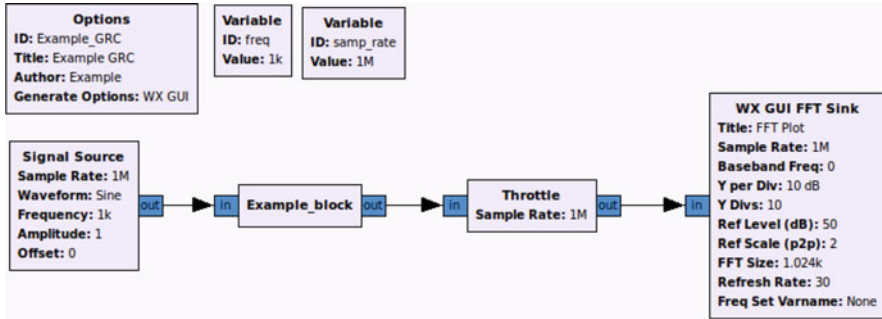 Options
ID: Example_GRC
Title: Example GRC
Author: Example
Generate Options: WX GUI
Variable
ID: freq
Value: 1k
Variable
ID: samp_rate
Value: 1M
Signal Source
Sample Rate: 1M
Waveform: Sine
Frequency: 1k
Amplitude: 1
Offset: 0
out
in
Example_block
out
in
Throttle
Sample Rate: 1M
out
in
WX GUI FFT Sink
Title: FFT Plot
Sample Rate: 1M
Baseband Freq: 0
Y per Div: 10 dB
Y Divs: 10
Ref Level (dB): 50
Ref Scale (p2p): 2
FFT Size: 1.024k
Refresh Rate: 30
Freq Set Varname: None